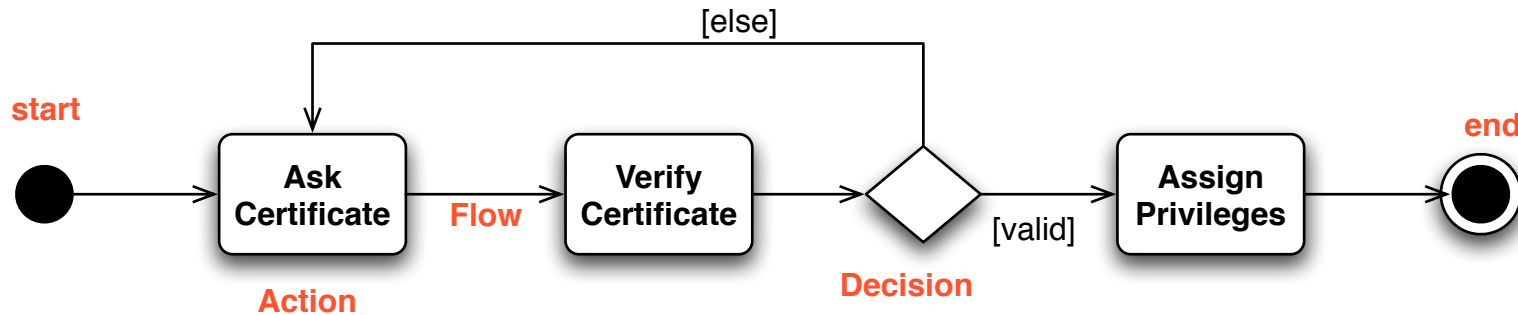 [else]
start
end
Ask
Certificate
Flow
Verify
Certificate
[valid]
Assign
Privileges
Action
Decision